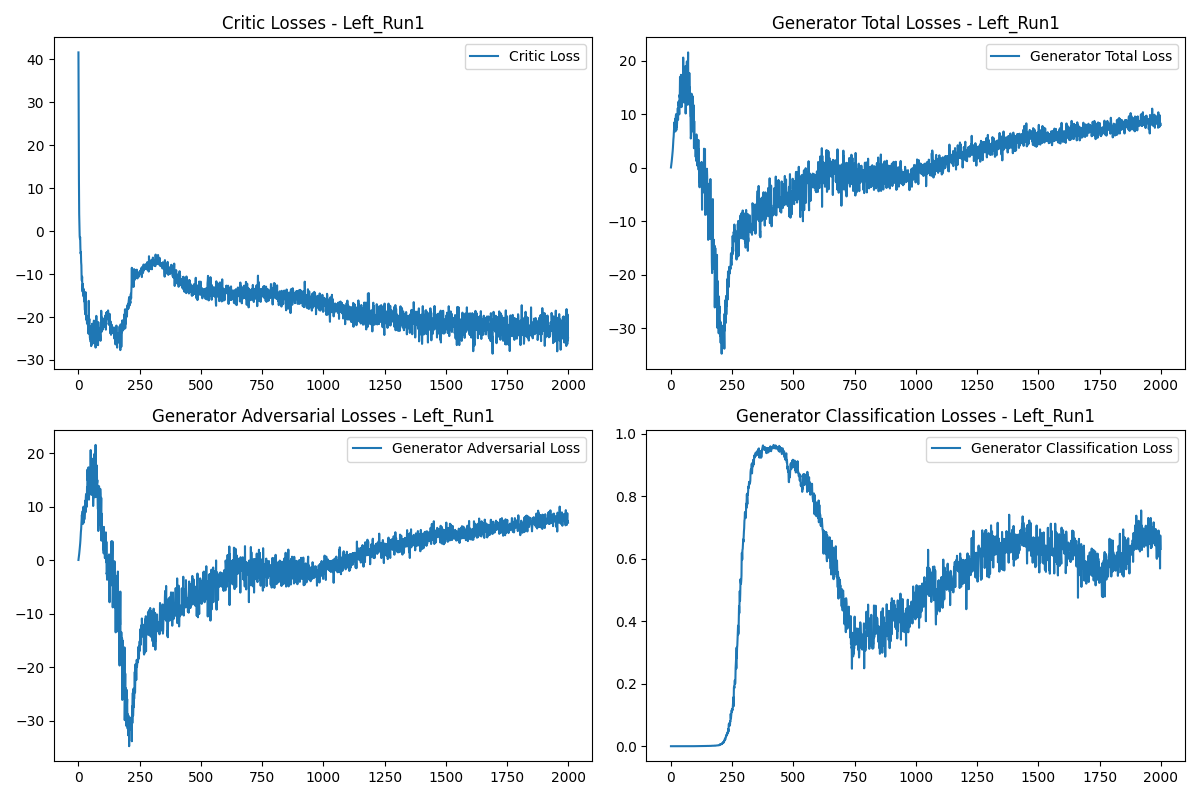 Critic Losses - Left_Run1
Critic Loss
40
30
20
10
0
−10
−20
−30
0 250 500 750 1000 1250 1500 1750 2000
Generator Total Losses - Left_Run1
Generator Total Loss
20
10
0
−10
−20
−30
0 250 500 750 1000 1250 1500 1750 2000
Generator Adversarial Losses - Left_Run1
Generator Adversarial Loss
20
10
0
−10
−20
−30
0 250 500 750 1000 1250 1500 1750 2000
Generator Classification Losses - Left_Run1
Generator Classification Loss
1.0
0.8
0.6
0.4
0.2
0.0
0 250 500 750 1000 1250 1500 1750 2000